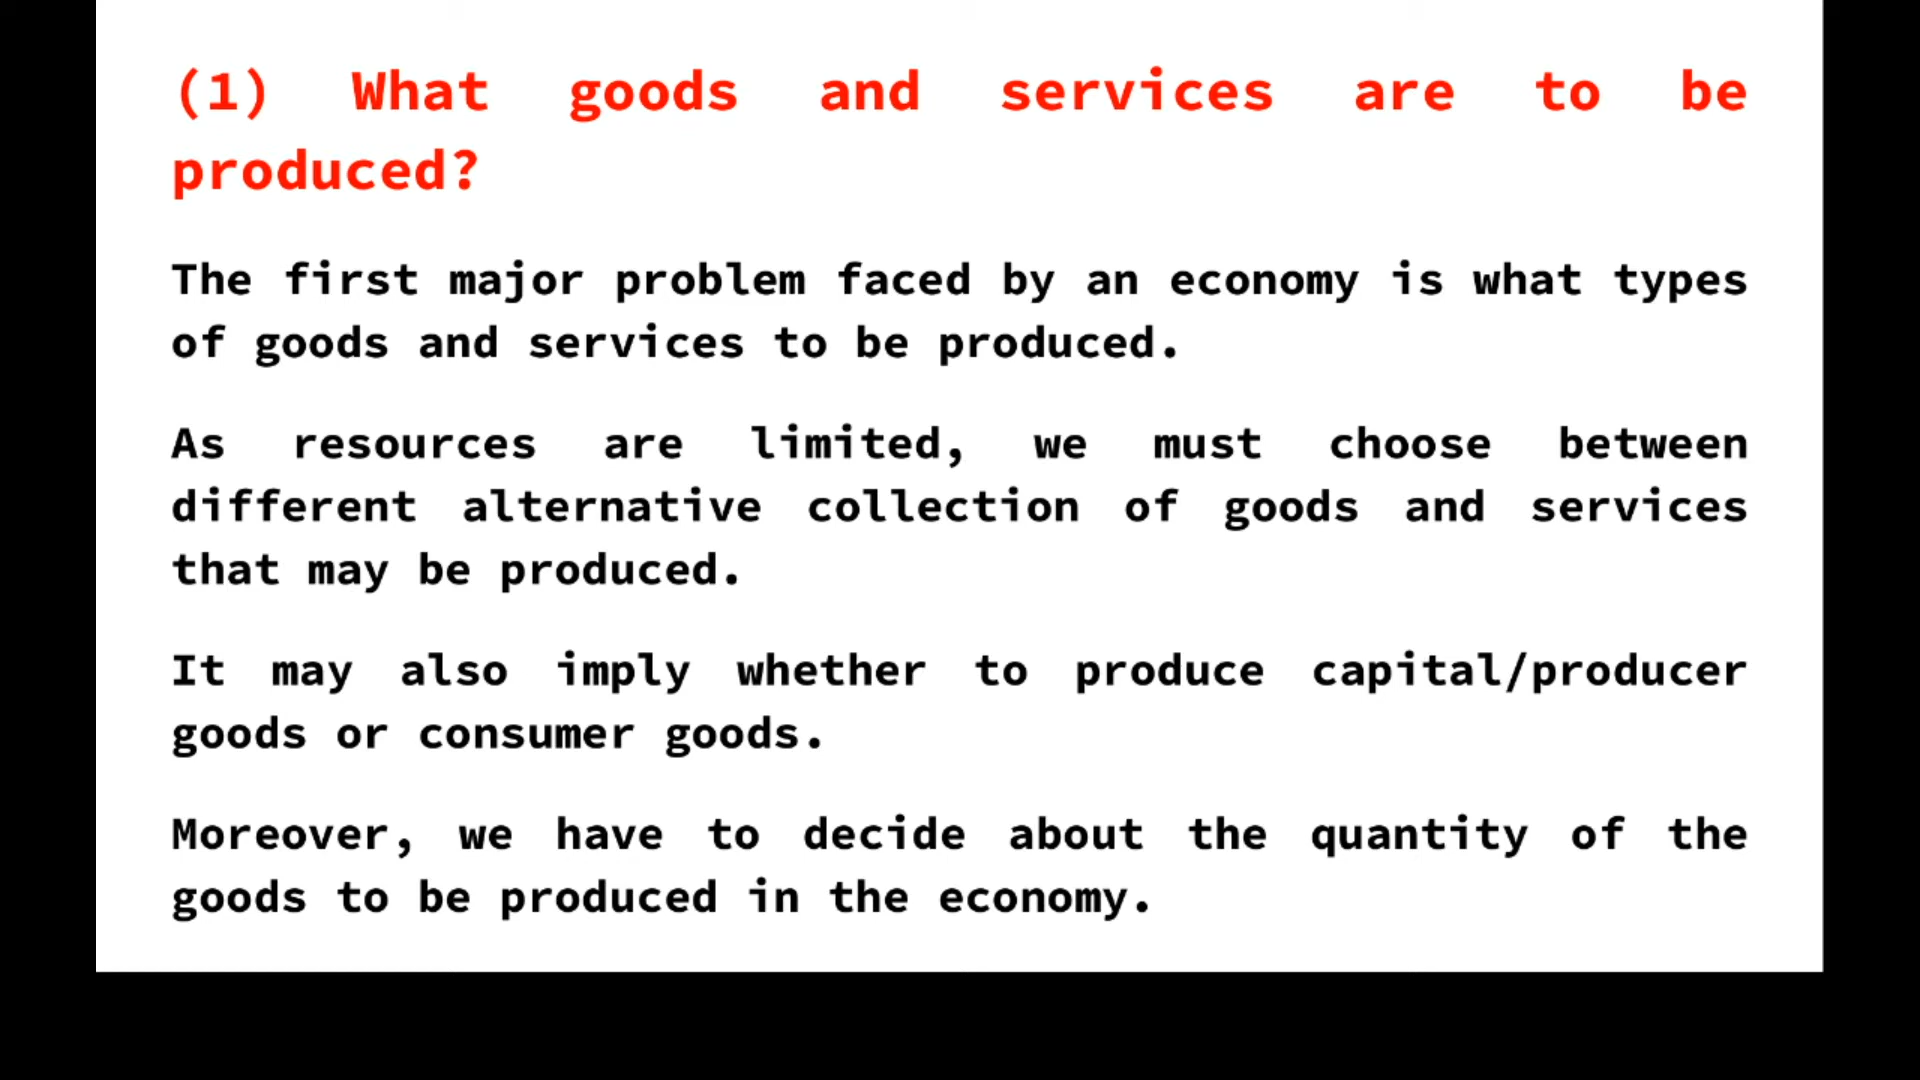 (1) What goods and services are to be
produced?
The first major problem faced by an economy is what types
of goods and services to be produced.
As resources are limited, we must choose between
different alternative collection of goods and services
that may be produced.
It may also imply whether to produce capital/producer
goods or consumer goods.
Moreover, we have to decide about the quantity of the
goods to be produced in the economy.